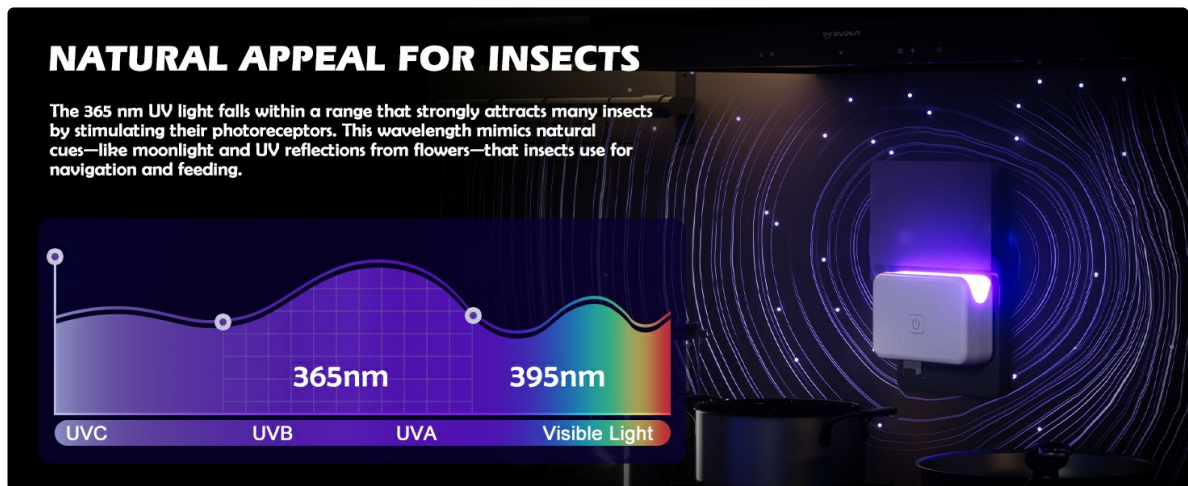 NATURAL APPEAL FOR INSECTS
The 365 nm UV light falls within a range that strongly attracts many insects
by stimulating their photoreceptors. This wavelength mimics natural
cues—like moonlight and UV reflections from flowers—that insects use for
navigation and feeding.
365nm
395nm
UVC UVB UVA Visible Light